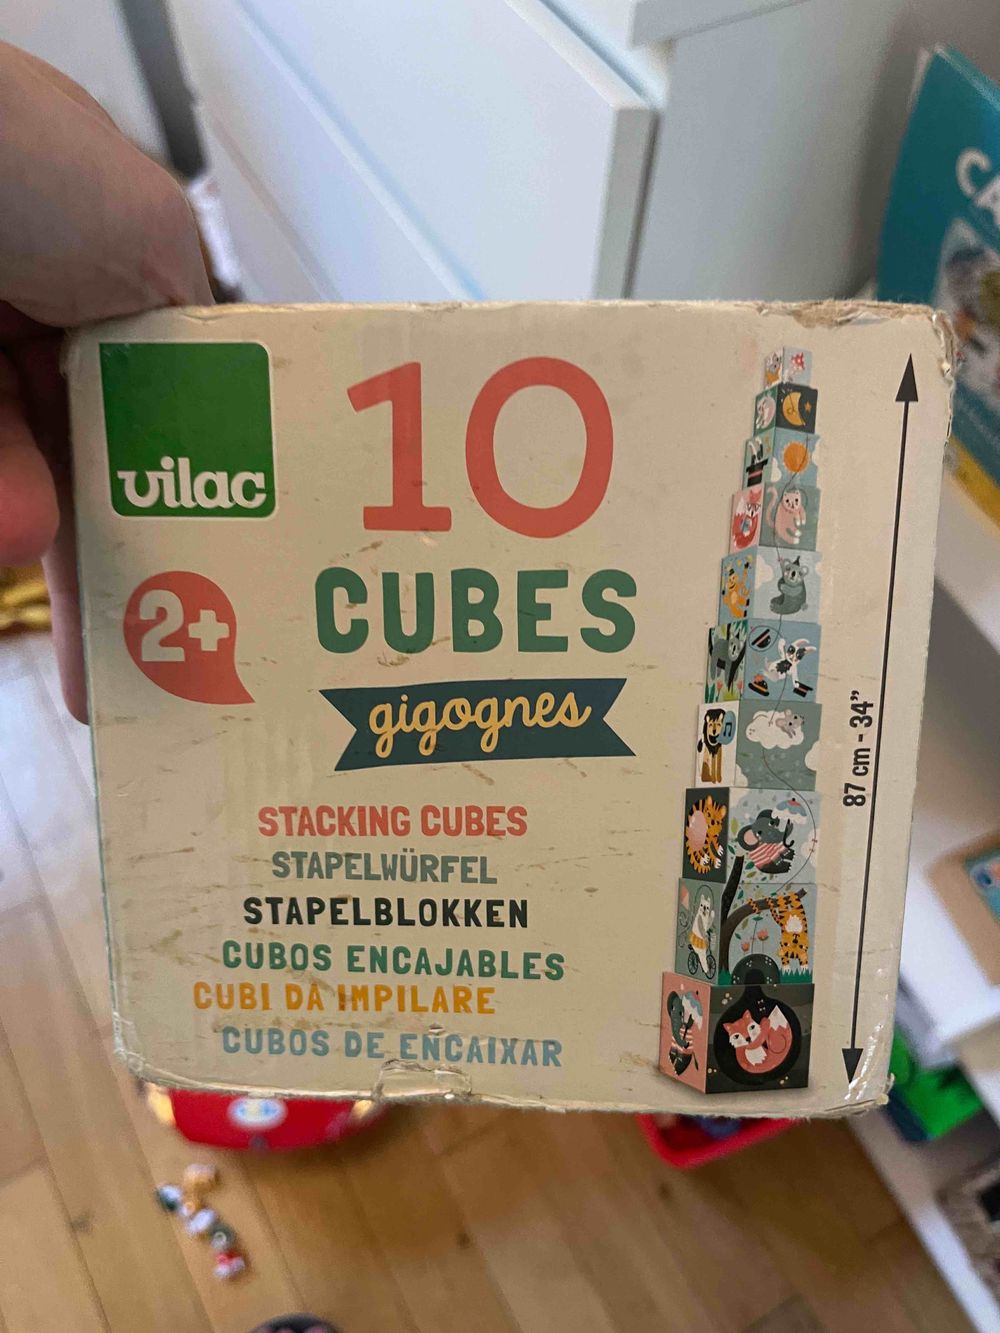 vilac
10
2+
CUBES
gigognes
STACKING CUBES
STAPELWÜRFEL
STAPELBLOKKEN
CUBOS ENCAJABLES
CUBI DA IMPILARE
CUBOS DE ENCAIXAR
87 cm - 34”